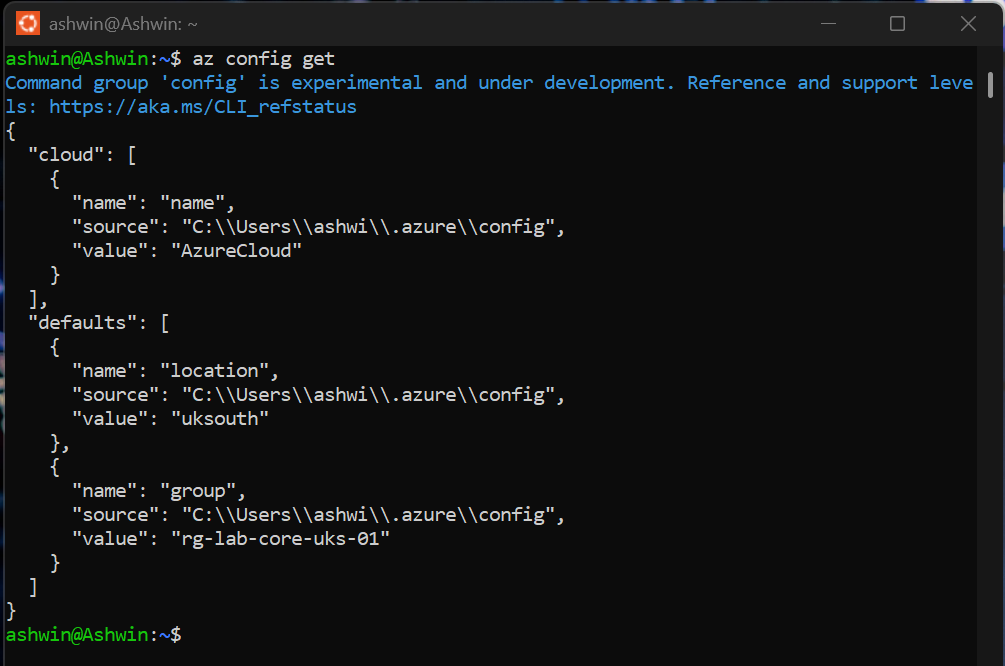 ashwin@Ashwin: ~
ashwin@Ashwin:~$ az config get
Command group 'config' is experimental and under development. Reference and support leve
ls: https://aka.ms/CLI_refstatus
{
  "cloud": [
    {
      "name": "name",
      "source": "C:\\Users\\ashwi\\.azure\\config",
      "value": "AzureCloud"
    }
  ],
  "defaults": [
    {
      "name": "location",
      "source": "C:\\Users\\ashwi\\.azure\\config",
      "value": "uksouth"
    },
    {
      "name": "group",
      "source": "C:\\Users\\ashwi\\.azure\\config",
      "value": "rg-lab-core-uks-01"
    }
  ]
}
ashwin@Ashwin:~$